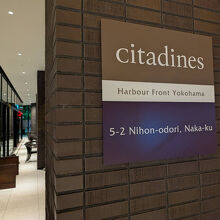 citadines
Harbour Front Yokohama
5-2 Nihon-odori, Naka-ku